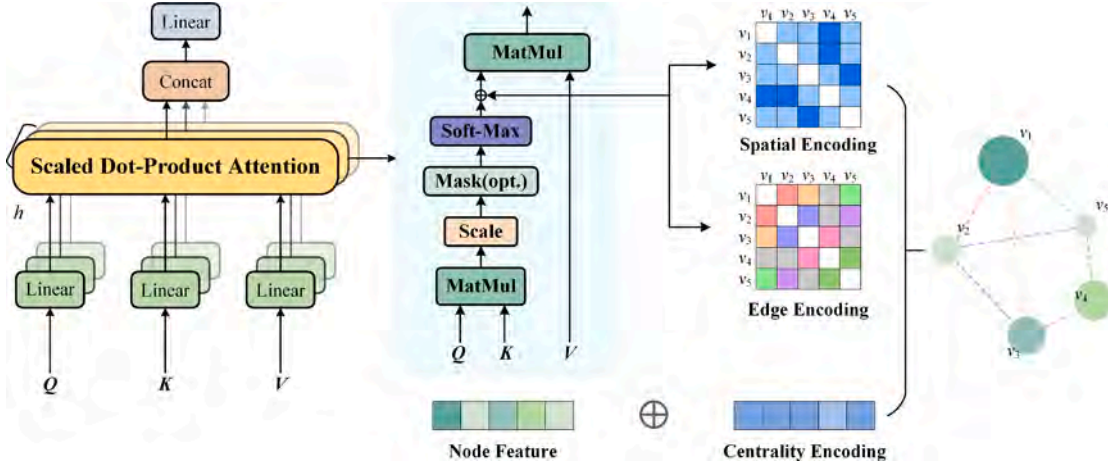 Linear
Concat
Scaled Dot-Product Attention
h
Linear
Linear
Linear
Q
K
V
MatMul
Soft-Max
Mask(opt.)
Scale
MatMul
Q
K
V
v1 v2 v3 v4 v5
v1
v2
v3
v4
v5
Spatial Encoding
v1 v2 v3 v4 v5
v1
v2
v3
v4
v5
Edge Encoding
v1
v5
v2
v4
v3
Node Feature
Centrality Encoding